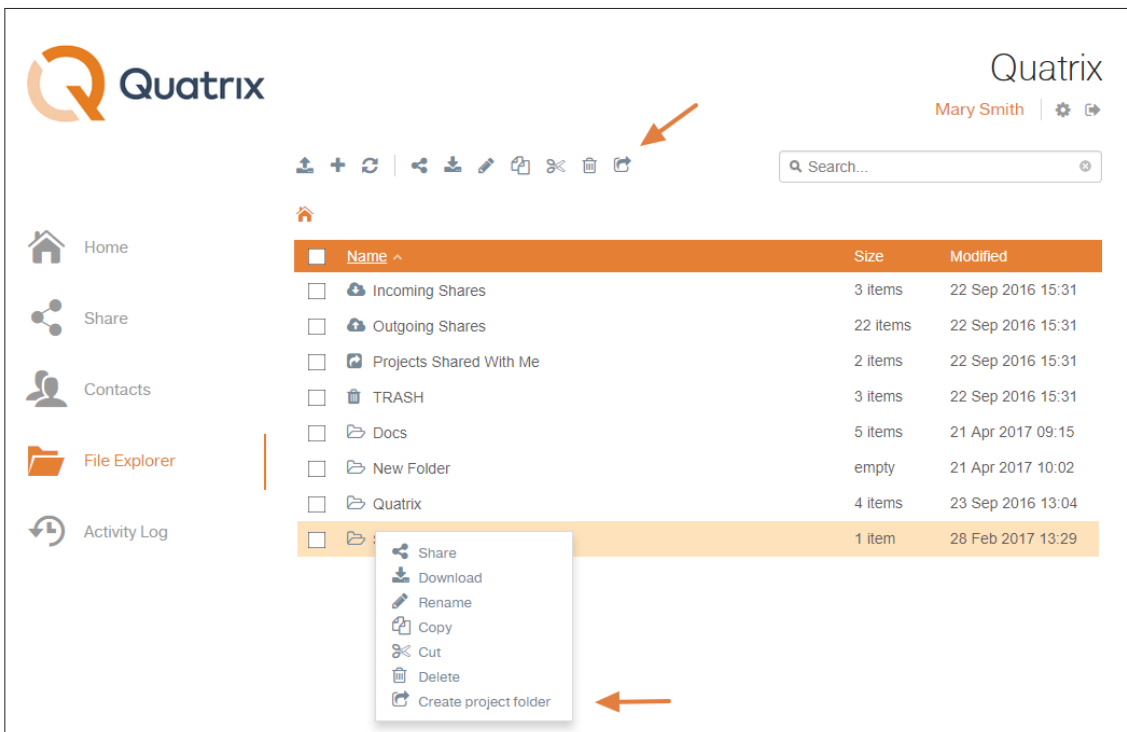 Quatrix
Quatrix
Mary Smith
Search...
Home
Share
Contacts
File Explorer
Activity Log
Name Size Modified
Incoming Shares 3 items 22 Sep 2016 15:31
Outgoing Shares 22 items 22 Sep 2016 15:31
Projects Shared With Me 2 items 22 Sep 2016 15:31
TRASH 3 items 22 Sep 2016 15:31
Docs 5 items 21 Apr 2017 09:15
New Folder empty 21 Apr 2017 10:02
Quatrix 4 items 23 Sep 2016 13:04
1 item 28 Feb 2017 13:29
Share
Download
Rename
Copy
Cut
Delete
Create project folder